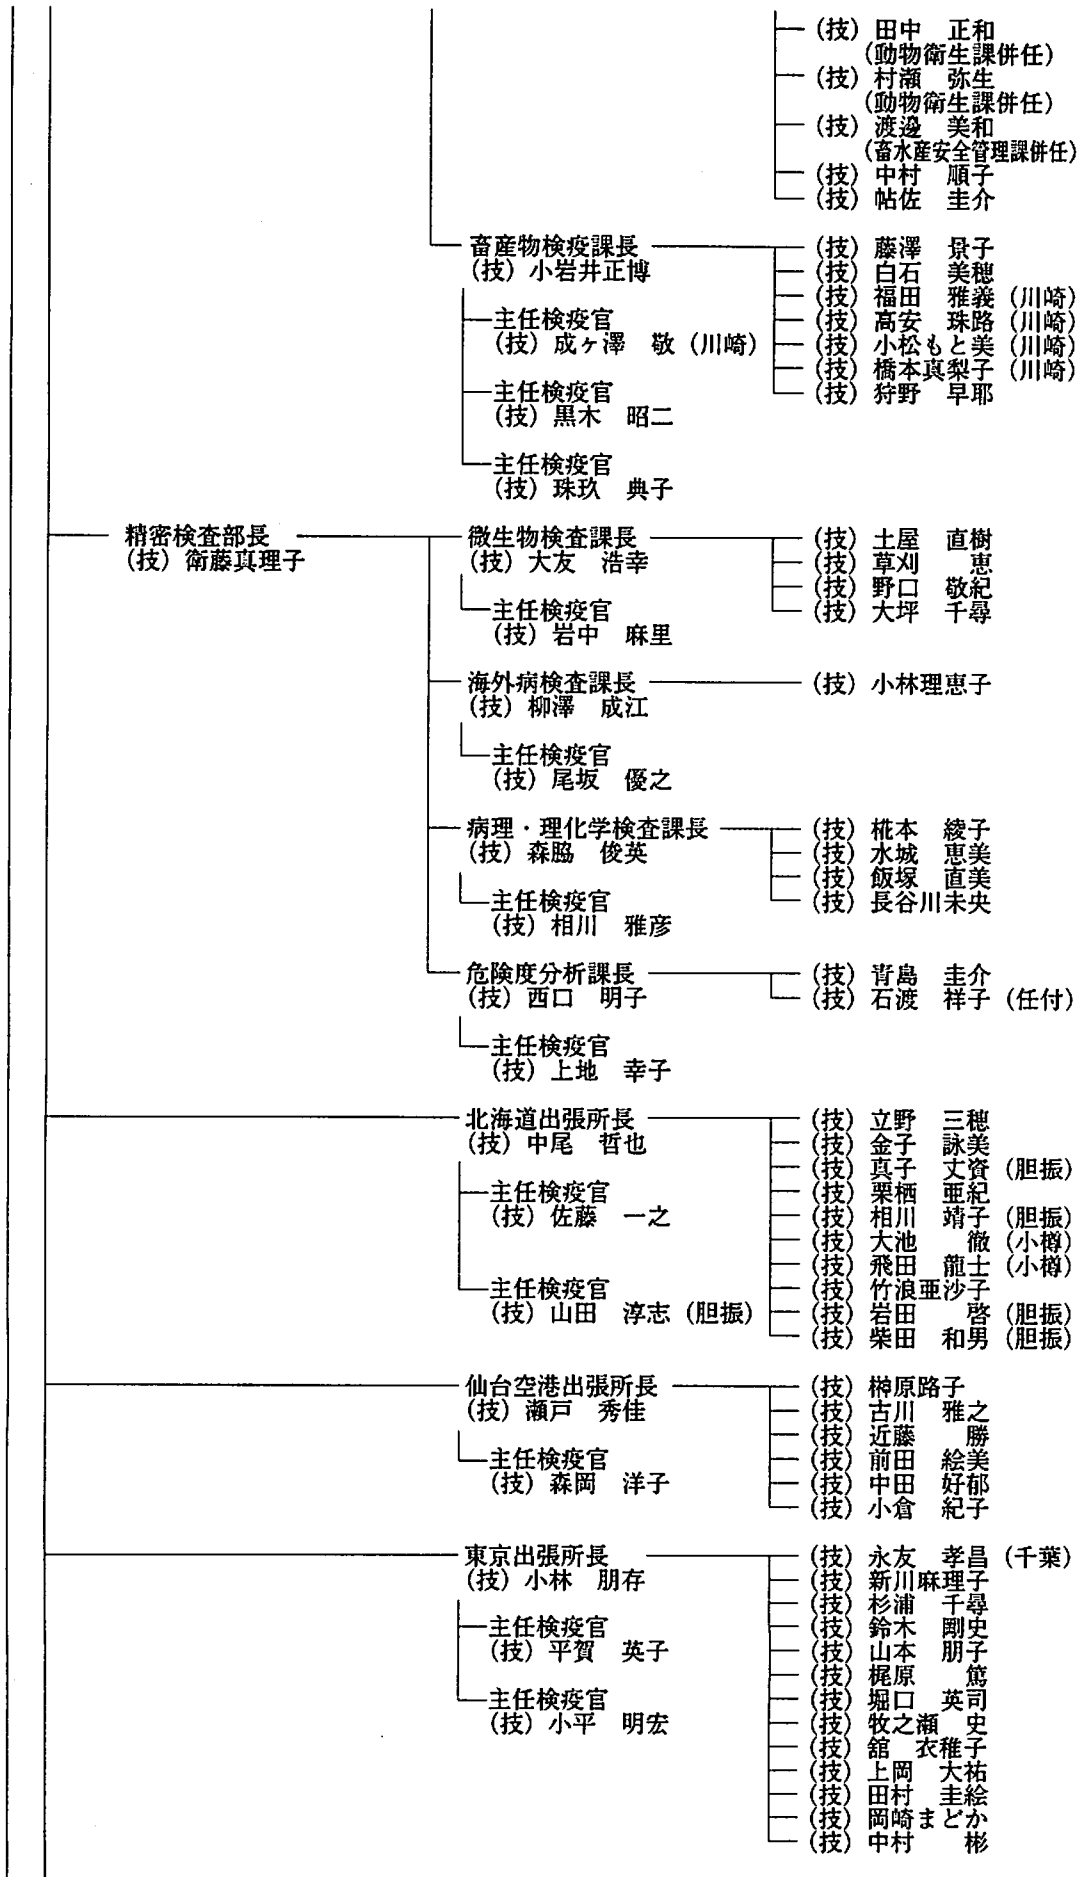 (技) 田中　正和
(動物衛生課併任)
(技) 村瀬　弥生
(動物衛生課併任)
(技) 渡邊　美和
(畜水産安全管理課併任)
(技) 中村　順子
(技) 帖佐　圭介
畜産物検疫課長
(技) 小岩井正博
主任検疫官
(技) 成ヶ澤　敬 (川崎)
主任検疫官
(技) 黒木　昭二
主任検疫官
(技) 珠玖　典子
(技) 藤澤　景子
(技) 白石　美穂
(技) 福田　雅義 (川崎)
(技) 高安　珠路 (川崎)
(技) 小松もと美 (川崎)
(技) 橋本真梨子 (川崎)
(技) 狩野　早耶
精密検査部長
(技) 衛藤真理子
微生物検査課長
(技) 大友　浩幸
主任検疫官
(技) 岩中　麻里
(技) 土屋　直樹
(技) 草刈　　恵
(技) 野口　敬紀
(技) 大坪　千尋
海外病検査課長
(技) 柳澤　成江
主任検疫官
(技) 尾坂　優之
(技) 小林理恵子
病理・理化学検査課長
(技) 森脇　俊英
主任検疫官
(技) 相川　雅彦
(技) 椛本　綾子
(技) 水城　恵美
(技) 飯塚　直美
(技) 長谷川未央
危険度分析課長
(技) 西口　明子
主任検疫官
(技) 上地　幸子
(技) 青島　圭介
(技) 石渡　祥子 (任付)
北海道出張所長
(技) 中尾　哲也
主任検疫官
(技) 佐藤　一之
主任検疫官
(技) 山田　淳志 (胆振)
(技) 立野　三穂
(技) 金子　詠美
(技) 真子　丈資 (胆振)
(技) 栗栖　亜紀
(技) 相川　靖子 (胆振)
(技) 大池　　徹 (小樽)
(技) 飛田　龍士 (小樽)
(技) 竹浪亜沙子
(技) 岩田　　啓 (胆振)
(技) 柴田　和男 (胆振)
仙台空港出張所長
(技) 瀬戸　秀佳
主任検疫官
(技) 森岡　洋子
(技) 榊原路子
(技) 古川　雅之
(技) 近藤　　勝
(技) 前田　絵美
(技) 中田　好郁
(技) 小倉　紀子
東京出張所長
(技) 小林　朋存
主任検疫官
(技) 平賀　英子
主任検疫官
(技) 小平　明宏
(技) 永友　孝昌 (千葉)
(技) 新川麻理子
(技) 杉浦　千尋
(技) 鈴木　剛史
(技) 山本　朋子
(技) 梶原　　篤
(技) 堀口　英司
(技) 牧之瀬　史
(技) 舘　衣稚子
(技) 上岡　大祐
(技) 田村　圭絵
(技) 岡崎まどか
(技) 中村　　彬